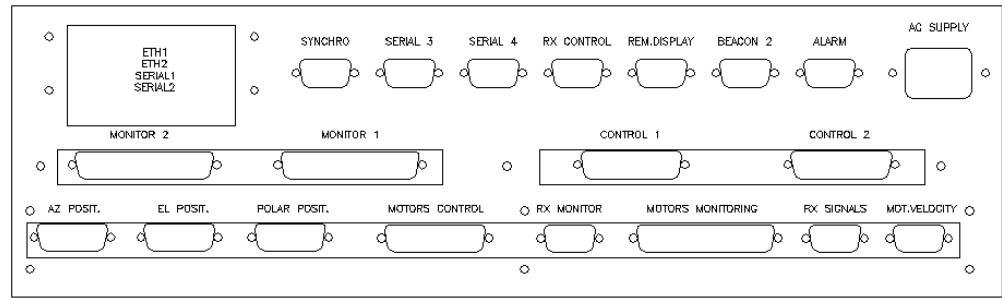 AC SUPPLY
SYNCHRO SERIAL 3 SERIAL 4 RX CONTROL REM.DISPLAY BEACON 2 ALARM
ETH1
ETH2
SERIAL1
SERIAL2
MONITOR 2 MONITOR 1 CONTROL 1 CONTROL 2
AZ POSIT. EL POSIT. POLAR POSIT. MOTORS CONTROL RX MONITOR MOTORS MONITORING RX SIGNALS MOT.VELOCITY